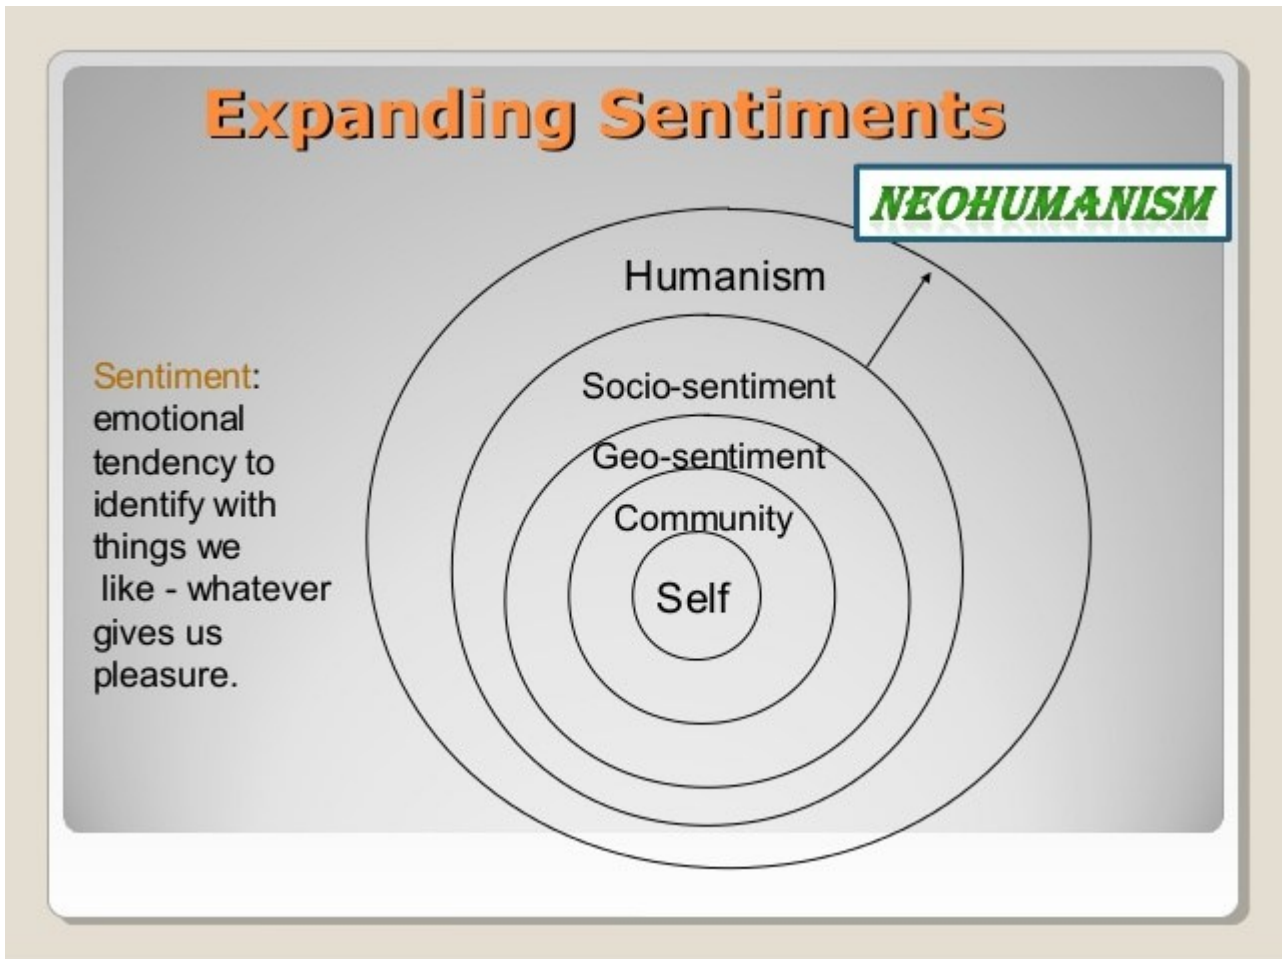 Expanding Sentiments
NEOHUMANISM
Humanism
Socio-sentiment
Geo-sentiment
Community
Self
Sentiment:
emotional
tendency to
identify with
things we
like - whatever
gives us
pleasure.